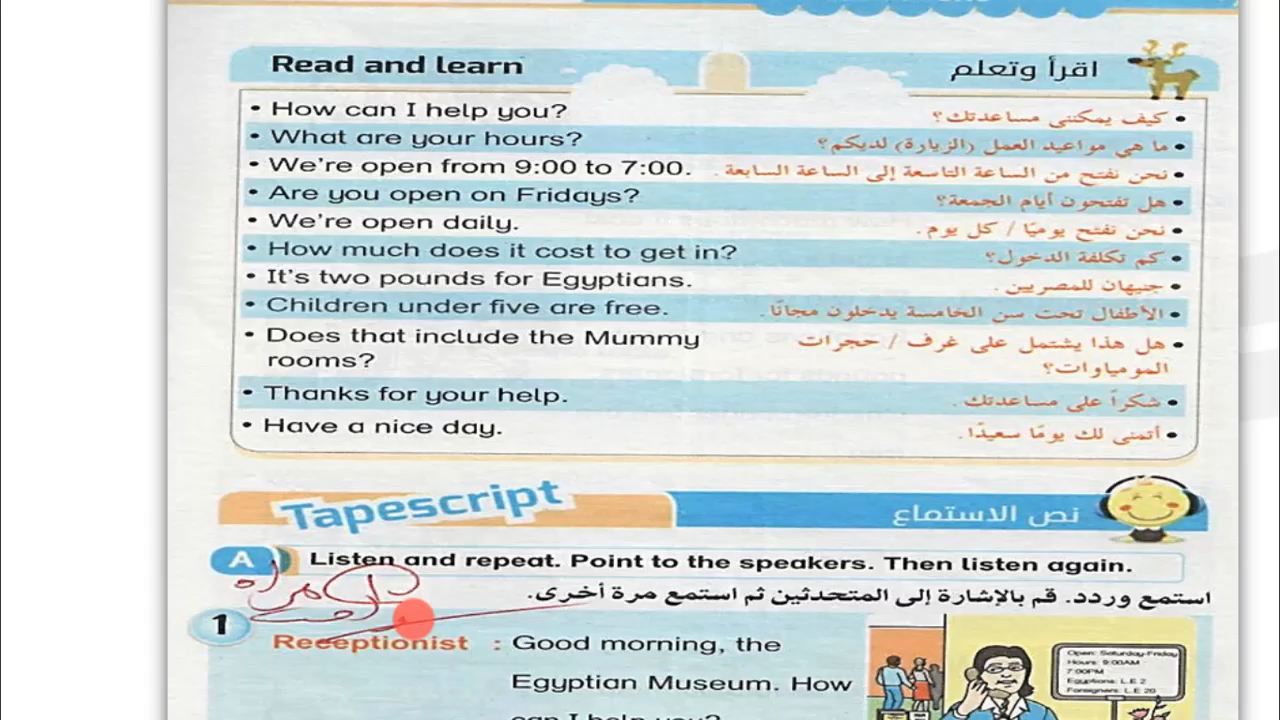 Read and learn
اقرأ وتعلم
• How can I help you?
• كيف يمكننى مساعدتك؟
• What are your hours?
• ما هي مواعيد العمل (الزيارة) لديكم؟
• We're open from 9:00 to 7:00.
• نحن نفتح من الساعة التاسعة إلى الساعة السابعة .
• Are you open on Fridays?
• هل تفتحون أيام الجمعة؟
• We're open daily.
• نحن نفتح يوميًا / كل يوم .
• How much does it cost to get in?
• كم تكلفة الدخول؟
• It's two pounds for Egyptians.
• جنيهان للمصريين .
• Children under five are free.
• الأطفال تحت سن الخامسة يدخلون مجانًا.
• Does that include the Mummy
rooms?
• هل هذا يشتمل على غرف / حجرات
المومياوات؟
• Thanks for your help.
• شكراً على مساعدتك .
• Have a nice day.
• أتمنى لك يومًا سعيدًا.
Tapescript
نص الاستماع
A Listen and repeat. Point to the speakers. Then listen again.
استمع وردد. قم بالإشارة إلى المتحدثين ثم استمع مرة أخرى.
1
Receptionist : Good morning, the
Egyptian Museum. How
can I help you?
Open: Saturday-Friday
Hours: 9:00AM
7:00PM
Egyptians: L.E 2
Foreigners: L.E 20